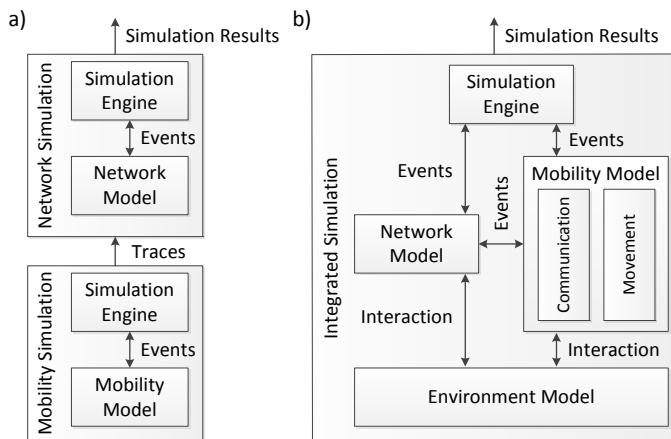 a)
Simulation Results
Network Simulation
Simulation
Engine
Events
Network
Model
Traces
Mobility Simulation
Simulation
Engine
Events
Mobility
Model
b)
Simulation Results
Integrated Simulation
Simulation
Engine
Events
Events
Mobility Model
Communication
Movement
Events
Network
Model
Interaction
Interaction
Environment Model